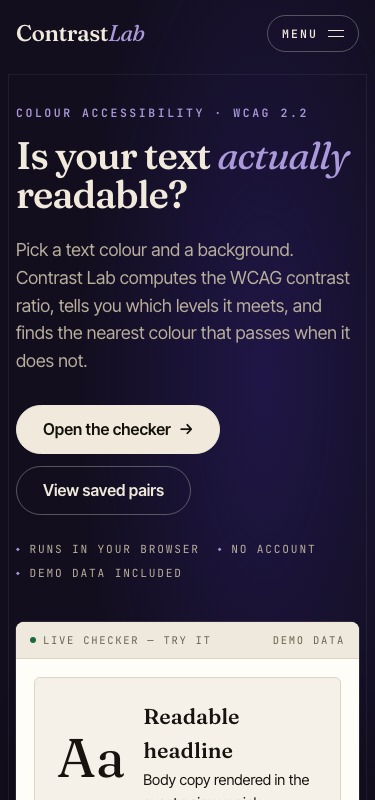 ContrastLab
MENU
COLOUR ACCESSIBILITY · WCAG 2.2
Is your text actually
readable?
Pick a text colour and a background.
Contrast Lab computes the WCAG contrast
ratio, tells you which levels it meets, and
finds the nearest colour that passes when it
does not.
Open the checker →
View saved pairs
RUNS IN YOUR BROWSER
NO ACCOUNT
DEMO DATA INCLUDED
LIVE CHECKER — TRY IT
DEMO DATA
Aa
Readable
headline
Body copy rendered in the